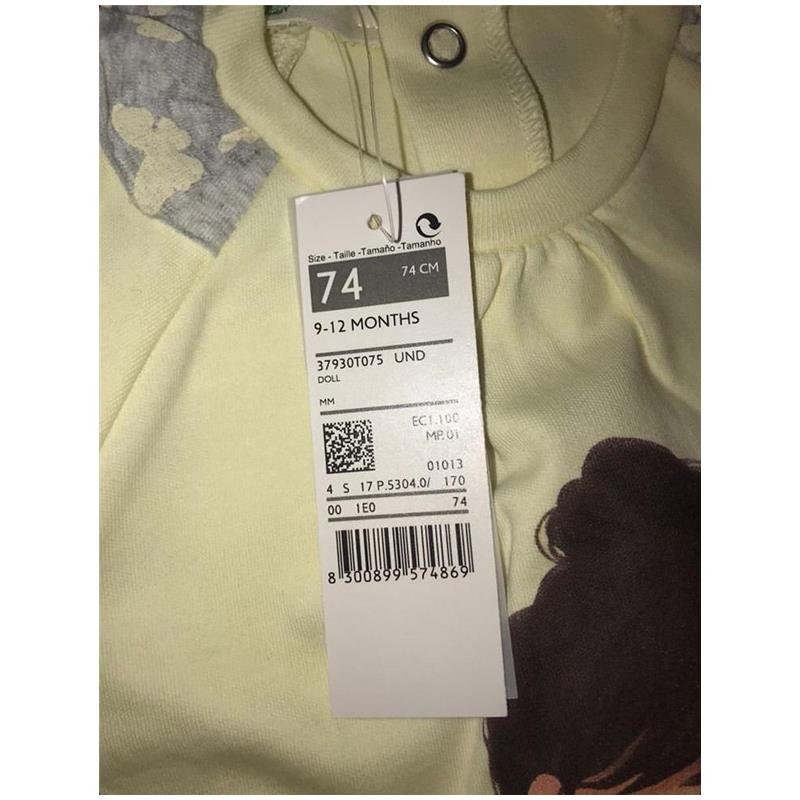 Size - Taille -Tamaño -Tamanho
74 74 CM
9-12 MONTHS
37930T075 UND
DOLL
MM
EC1.100
MP.01
01013
4 S 17 P.5304.0/ 170
00 1E0 74
8 300899 574869